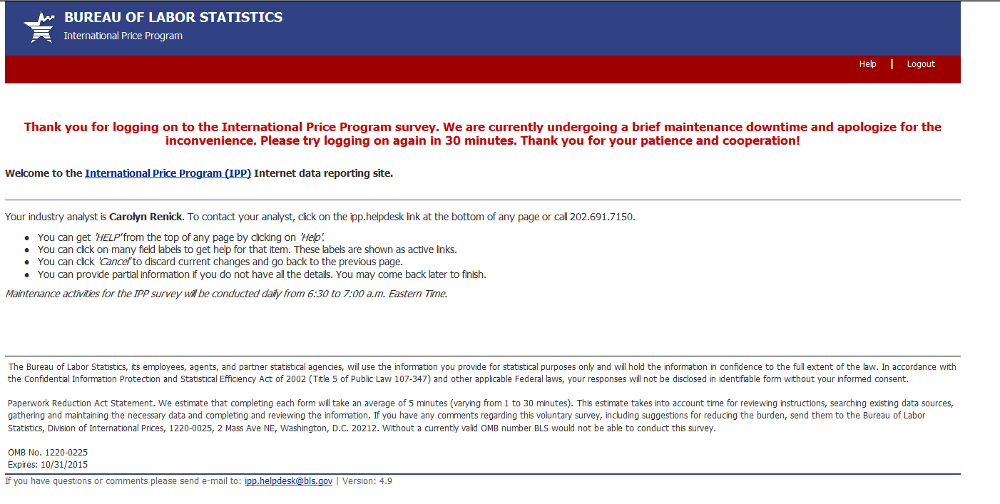 BUREAU OF LABOR STATISTICS
International Price Program
Help | Logout
Thank you for logging on to the International Price Program survey. We are currently undergoing a brief maintenance downtime and apologize for the
inconvenience. Please try logging on again in 30 minutes. Thank you for your patience and cooperation!
Welcome to the International Price Program (IPP) Internet data reporting site.
Your industry analyst is Carolyn Renick. To contact your analyst, click on the ipp.helpdesk link at the bottom of any page or call 202.691.7150.
• You can get 'HELP' from the top of any page by clicking on 'Help'.
• You can click on many field labels to get help for that item. These labels are shown as active links.
• You can click 'Cancel' to discard current changes and go back to the previous page.
• You can provide partial information if you do not have all the details. You may come back later to finish.
Maintenance activities for the IPP survey will be conducted daily from 6:30 to 7:00 a.m. Eastern Time.
The Bureau of Labor Statistics, its employees, agents, and partner statistical agencies, will use the information you provide for statistical purposes only and will hold the information in confidence to the full extent of the law. In accordance with
the Confidential Information Protection and Statistical Efficiency Act of 2002 (Title 5 of Public Law 107-347) and other applicable Federal laws, your responses will not be disclosed in identifiable form without your informed consent.
Paperwork Reduction Act Statement. We estimate that completing each form will take an average of 5 minutes (varying from 1 to 30 minutes). This estimate takes into account time for reviewing instructions, searching existing data sources,
gathering and maintaining the necessary data and completing and reviewing the information. If you have any comments regarding this voluntary survey, including suggestions for reducing the burden, send them to the Bureau of Labor
Statistics, Division of International Prices, 1220-0025, 2 Mass Ave NE, Washington, D.C. 20212. Without a currently valid OMB number BLS would not be able to conduct this survey.
OMB No. 1220-0225
Expires: 10/31/2015
If you have questions or comments please send e-mail to: ipp.helpdesk@bls.gov | Version: 4.9